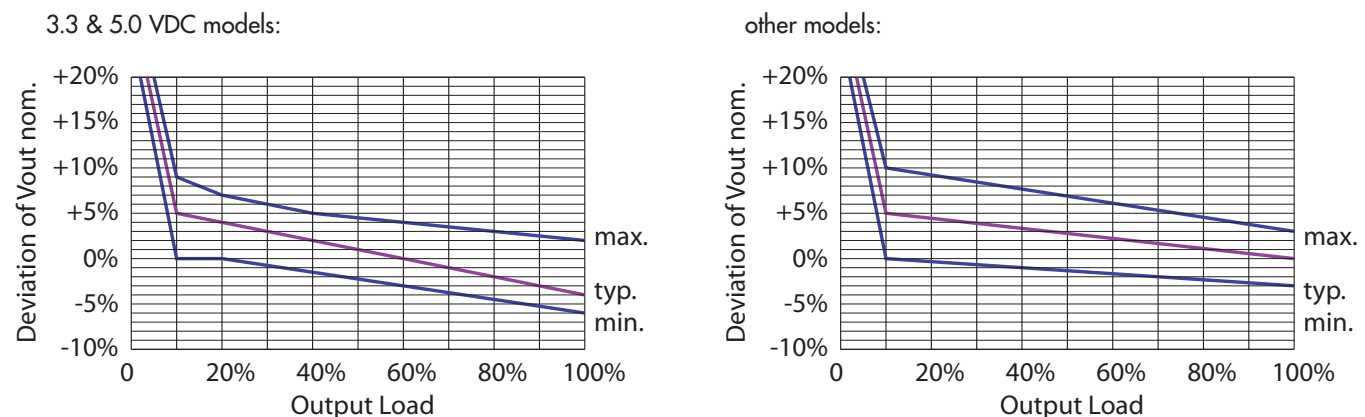 3.3 & 5.0 VDC models:
Deviation of Vout nom.
+20%
+15%
+10%
+5%
0%
-5%
-10%
0 20% 40% 60% 80% 100%
Output Load
max.
typ.
min.
other models:
Deviation of Vout nom.
+20%
+15%
+10%
+5%
0%
-5%
-10%
0 20% 40% 60% 80% 100%
Output Load
max.
typ.
min.